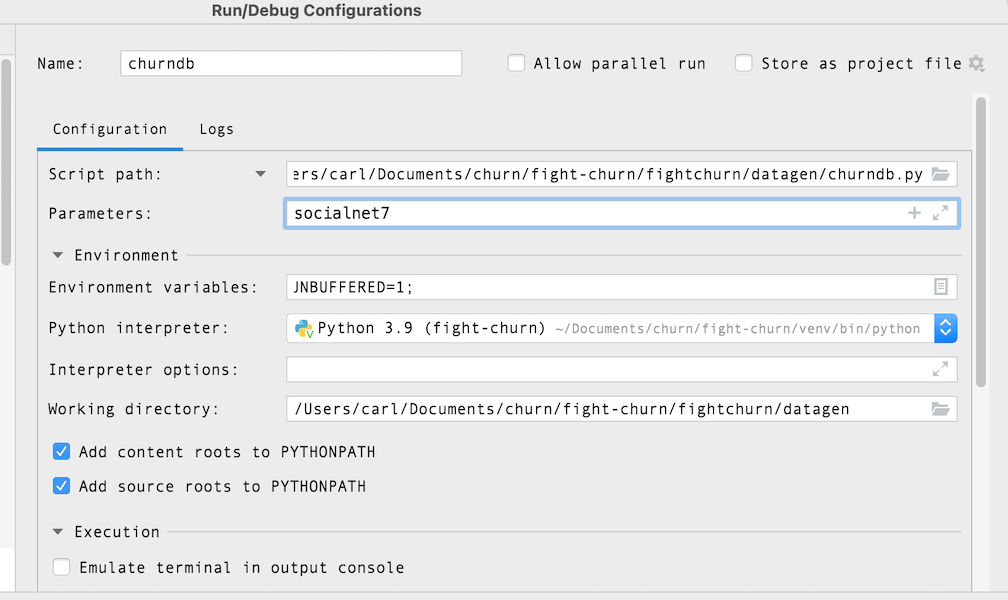 Run/Debug Configurations
Name: churndb Allow parallel run Store as project file
Configuration Logs
Script path: ers/carl/Documents/churn/fight-churn/fightchurn/datagen/churndb.py
Parameters: socialnet7
Environment
Environment variables: JNBUFFERED=1;
Python interpreter: Python 3.9 (fight-churn) ~/Documents/churn/fight-churn/venv/bin/python
Interpreter options:
Working directory: /Users/carl/Documents/churn/fight-churn/fightchurn/datagen
Add content roots to PYTHONPATH
Add source roots to PYTHONPATH
Execution
Emulate terminal in output console